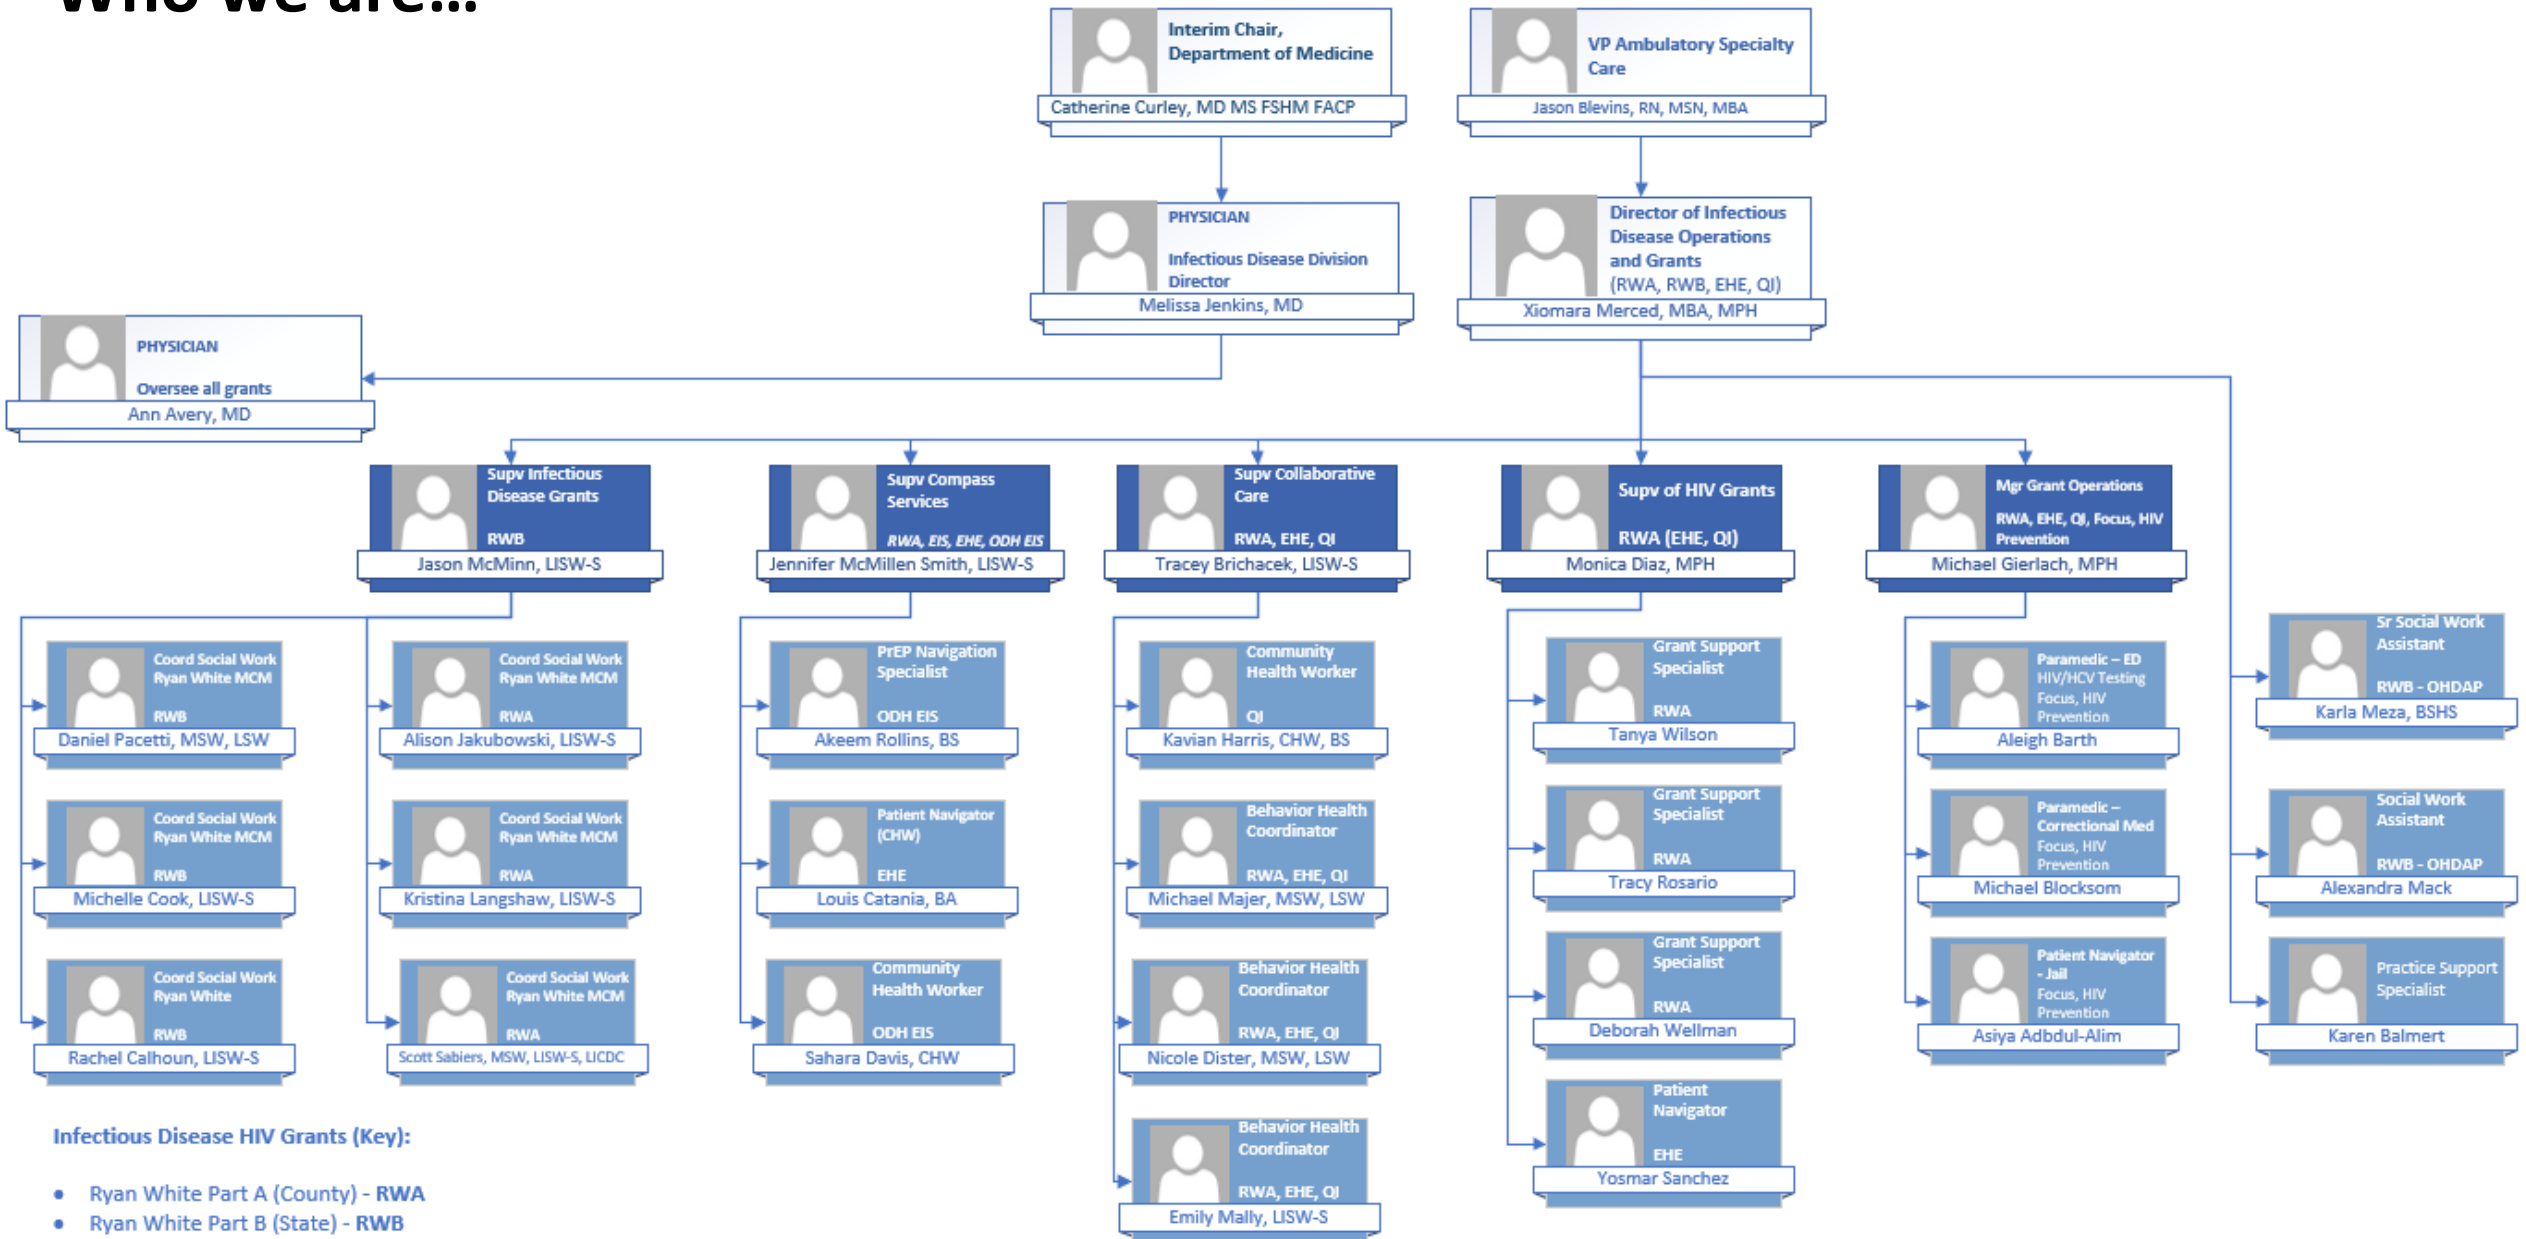 Who we are...
Interim Chair,
Department of Medicine
Catherine Curley, MD MS FSHM FACP
VP Ambulatory Specialty
Care
Jason Blevins, RN, MSN, MBA
PHYSICIAN
Infectious Disease Division
Director
Melissa Jenkins, MD
Director of Infectious
Disease Operations
and Grants
(RWA, RWB, EHE, QI)
Xiomara Merced, MBA, MPH
PHYSICIAN
Oversee all grants
Ann Avery, MD
Supv Infectious
Disease Grants
RWB
Jason McMinn, LISW-S
Supv Compass
Services
RWA, EIS, EHE, ODH EIS
Jennifer McMillen Smith, LISW-S
Supv Collaborative
Care
RWA, EHE, QI
Tracey Brichacek, LISW-S
Supv of HIV Grants
RWA (EHE, QI)
Monica Diaz, MPH
Mgr Grant Operations
RWA, EHE, QI, Focus, HIV
Prevention
Michael Gierlach, MPH
Coord Social Work
Ryan White MCM
RWB
Daniel Pacetti, MSW, LSW
Coord Social Work
Ryan White MCM
RWB
Michelle Cook, LISW-S
Coord Social Work
Ryan White
RWB
Rachel Calhoun, LISW-S
Coord Social Work
Ryan White MCM
RWA
Alison Jakubowski, LISW-S
Coord Social Work
Ryan White MCM
RWA
Kristina Langshaw, LISW-S
Coord Social Work
Ryan White MCM
RWA
Scott Sabiers, MSW, LISW-S, LICDC
PrEP Navigation
Specialist
ODH EIS
Akeem Rollins, BS
Patient Navigator
(CHW)
EHE
Louis Catania, BA
Community
Health Worker
ODH EIS
Sahara Davis, CHW
Community
Health Worker
QI
Kavian Harris, CHW, BS
Behavior Health
Coordinator
RWA, EHE, QI
Michael Majer, MSW, LSW
Behavior Health
Coordinator
RWA, EHE, QI
Nicole Dister, MSW, LSW
Behavior Health
Coordinator
RWA, EHE, QI
Emily Mally, LISW-S
Grant Support
Specialist
RWA
Tanya Wilson
Grant Support
Specialist
RWA
Tracy Rosario
Grant Support
Specialist
RWA
Deborah Wellman
Patient
Navigator
EHE
Yosmar Sanchez
Paramedic – ED
HIV/HCV Testing
Focus, HIV
Prevention
Aleigh Barth
Paramedic –
Correctional Med
Focus, HIV
Prevention
Michael Blocksom
Patient Navigator
- Jail
Focus, HIV
Prevention
Asiya Adbdul-Alim
Sr Social Work
Assistant
RWB - OHDAP
Karla Meza, BSHS
Social Work
Assistant
RWB - OHDAP
Alexandra Mack
Practice Support
Specialist
Karen Balmert
Infectious Disease HIV Grants (Key):
• Ryan White Part A (County) - RWA
• Ryan White Part B (State) - RWB